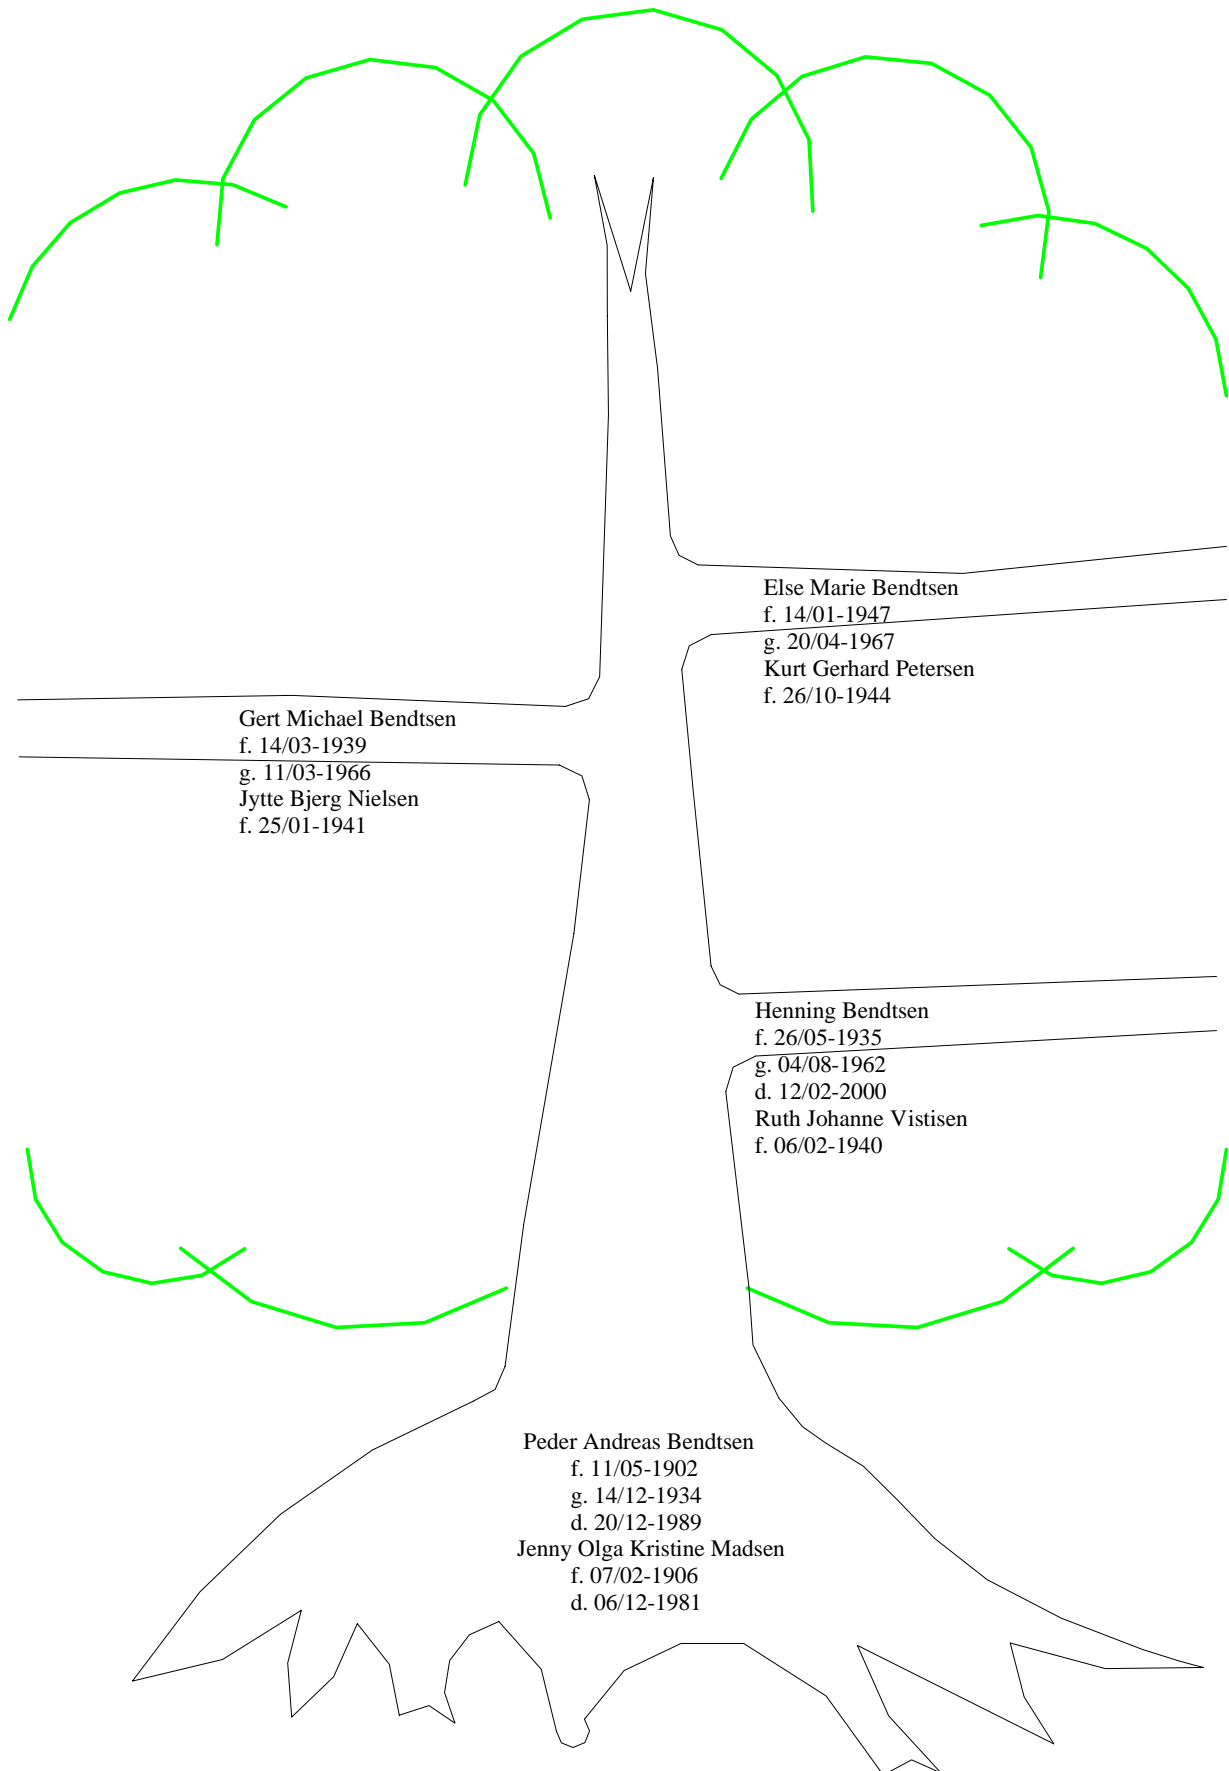 Else Marie Bendtsen
f. 14/01-1947
g. 20/04-1967
Kurt Gerhard Petersen
f. 26/10-1944
Gert Michael Bendtsen
f. 14/03-1939
g. 11/03-1966
Jytte Bjerg Nielsen
f. 25/01-1941
Henning Bendtsen
f. 26/05-1935
g. 04/08-1962
d. 12/02-2000
Ruth Johanne Vistisen
f. 06/02-1940
Peder Andreas Bendtsen
f. 11/05-1902
g. 14/12-1934
d. 20/12-1989
Jenny Olga Kristine Madsen
f. 07/02-1906
d. 06/12-1981